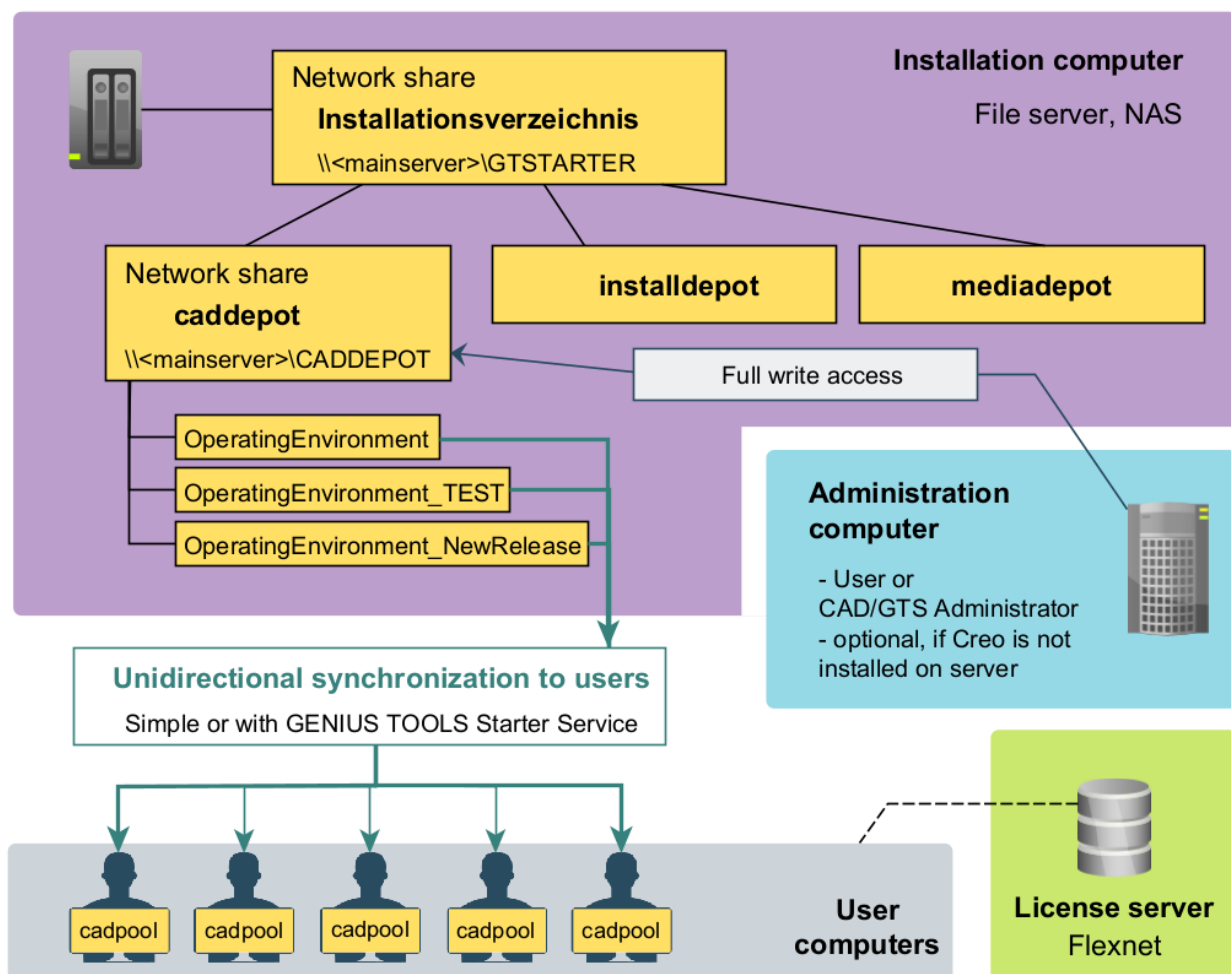 Network share
Installationsverzeichnis
\\<mainserver>\GTSTARTER
Installation computer
File server, NAS
Network share
caddepot
\\<mainserver>\CADDEPOT
installdepot
mediadepot
Full write access
OperatingEnvironment
OperatingEnvironment_TEST
OperatingEnvironment_NewRelease
Administration
computer
- User or
CAD/GTS Administrator
- optional, if Creo is not
installed on server
Unidirectional synchronization to users
Simple or with GENIUS TOOLS Starter Service
cadpool
cadpool
cadpool
cadpool
cadpool
User
computers
License server
Flexnet